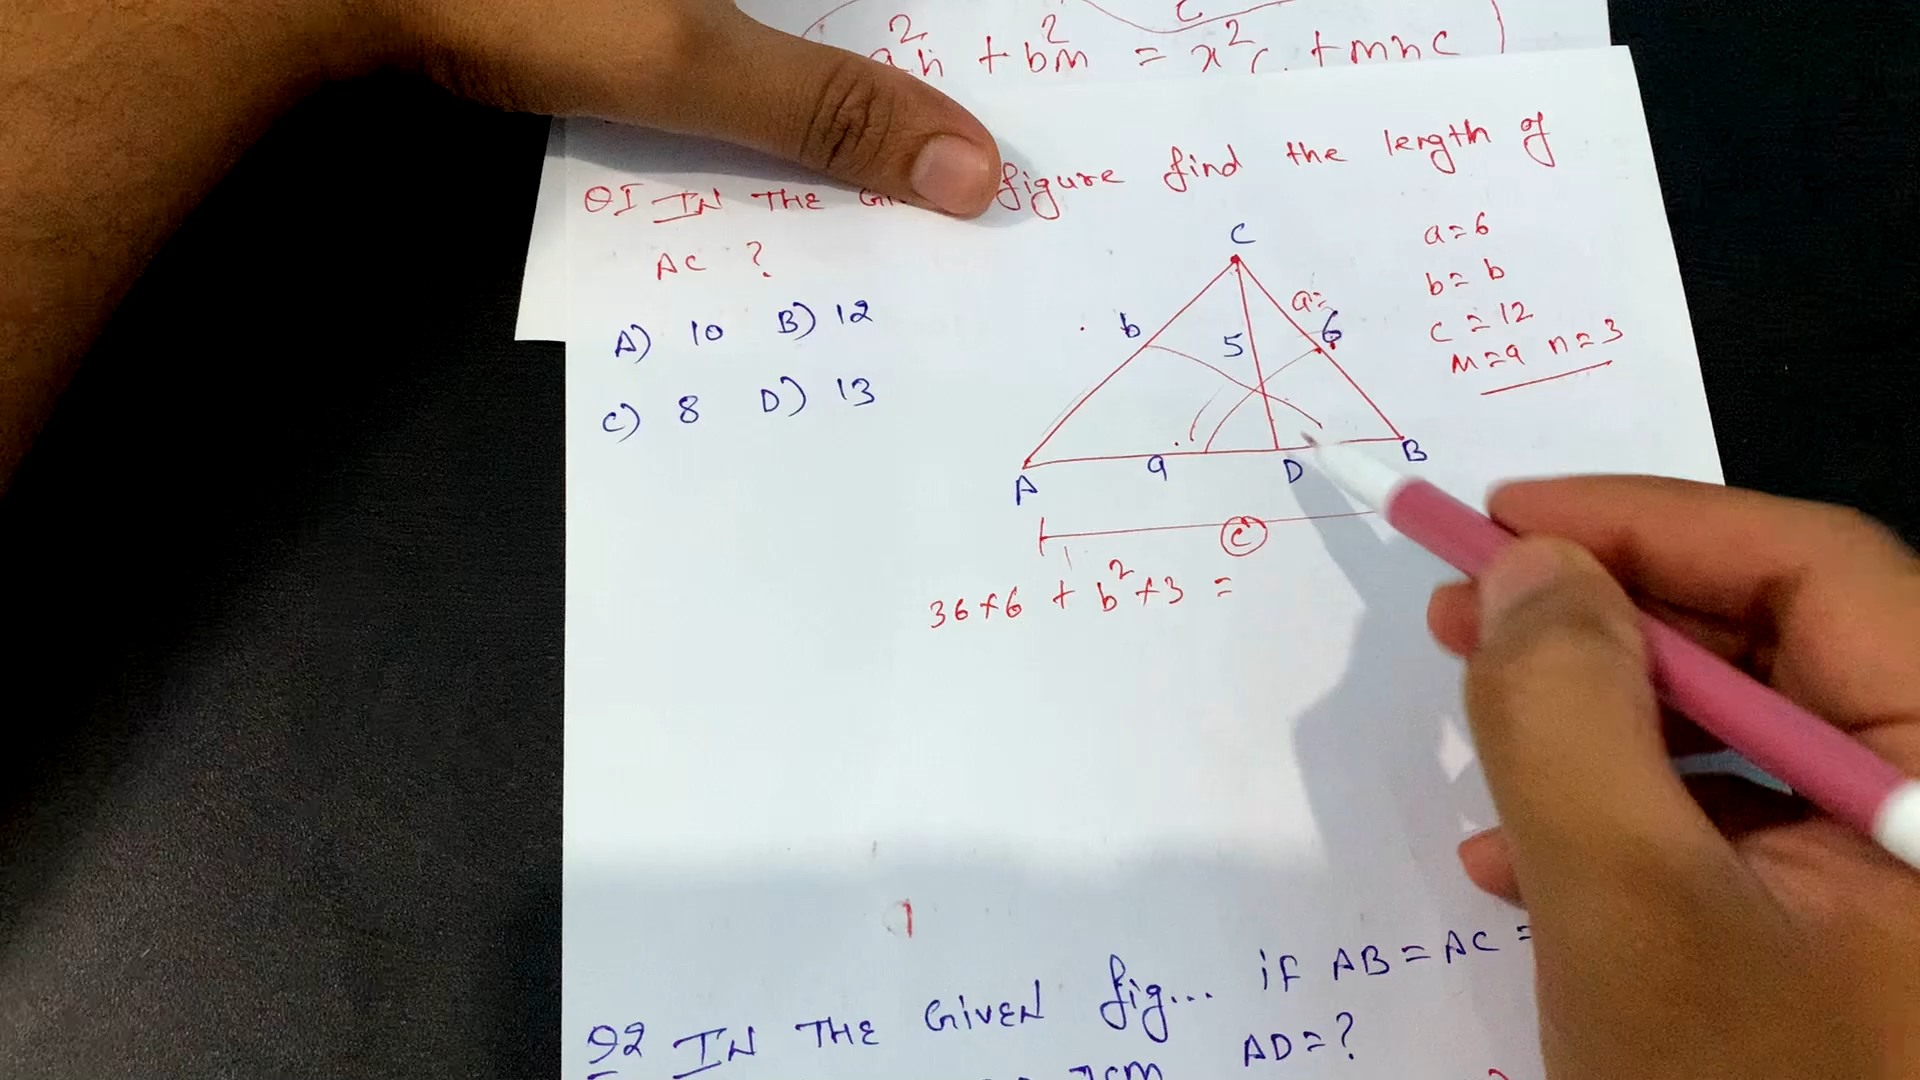 a²n + b²m = x²c + mnc
Q1 IN THE figure find the length of
AC ?
A) 10 B) 12
C) 8 D) 13
C
b 5 a=
6
A 9 D B
C
a=6
b=b
c=12
m=9 n=3
36×6 + b²×3 =
Q2 IN THE GIVEN fig... if AB=AC=
7cm AD=?